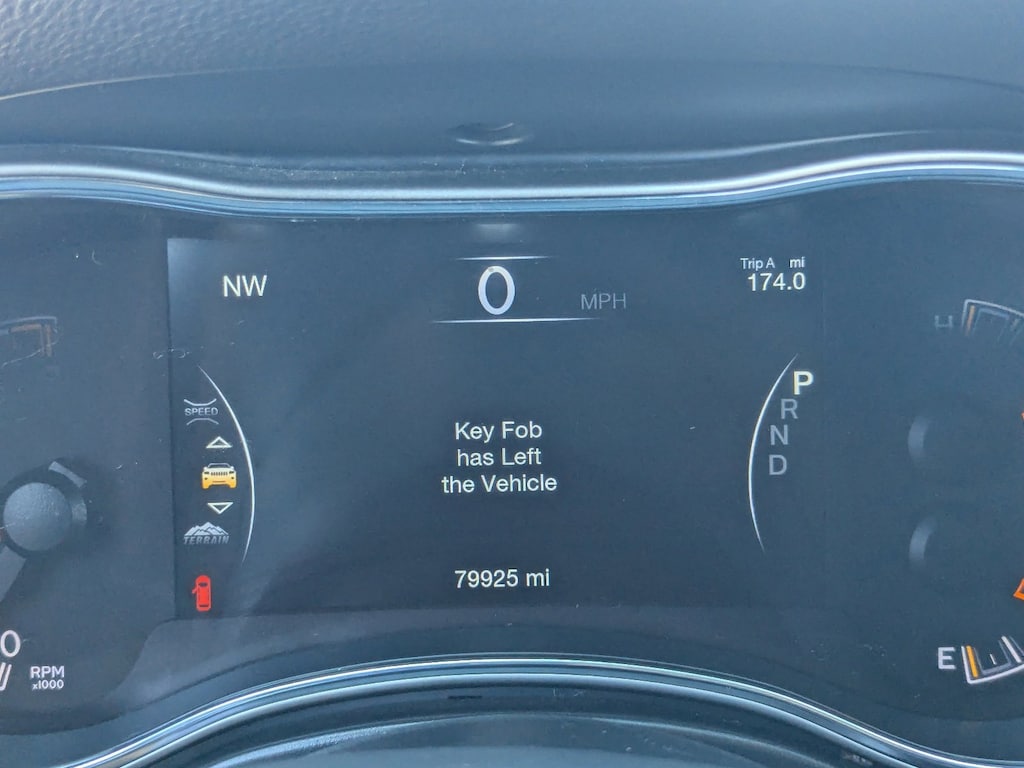 NW
0
MPH
Trip A mi
174.0
SPEED
TERRAIN
Key Fob
has Left
the Vehicle
P
R
N
D
79925 mi
0
RPM
x1000
H
E